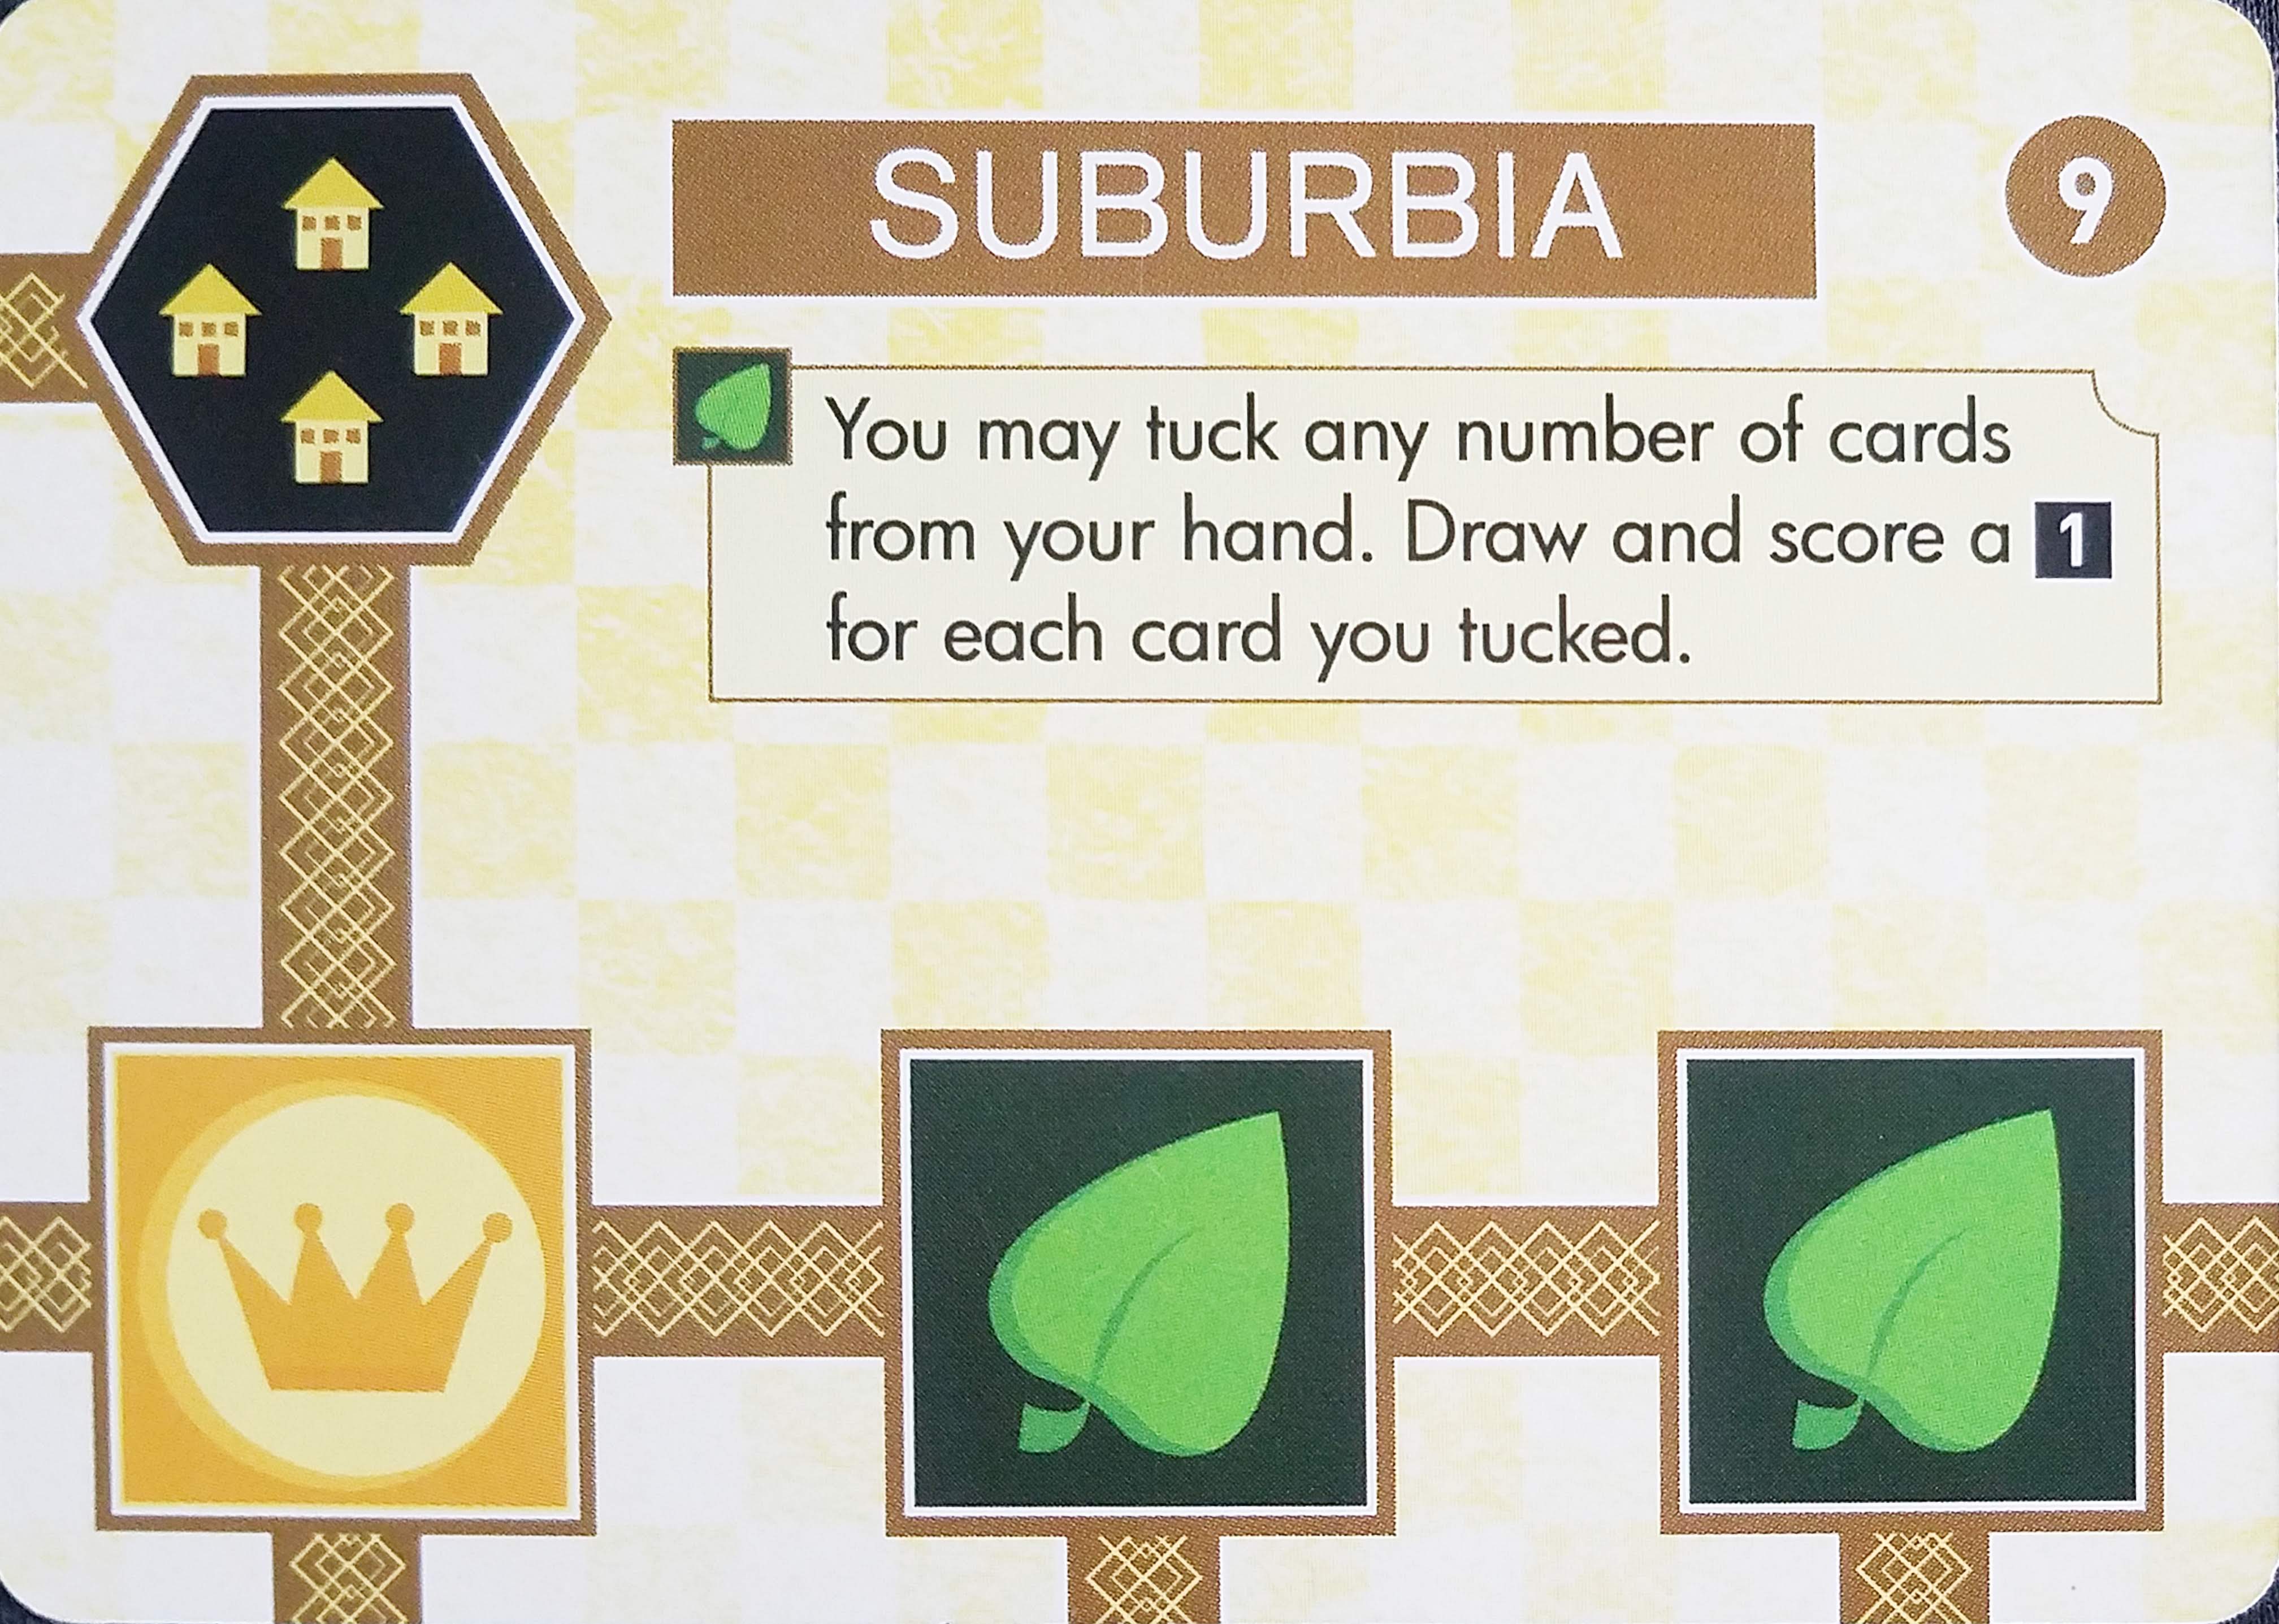 SUBURBIA
9
You may tuck any number of cards
from your hand. Draw and score a 1
for each card you tucked.